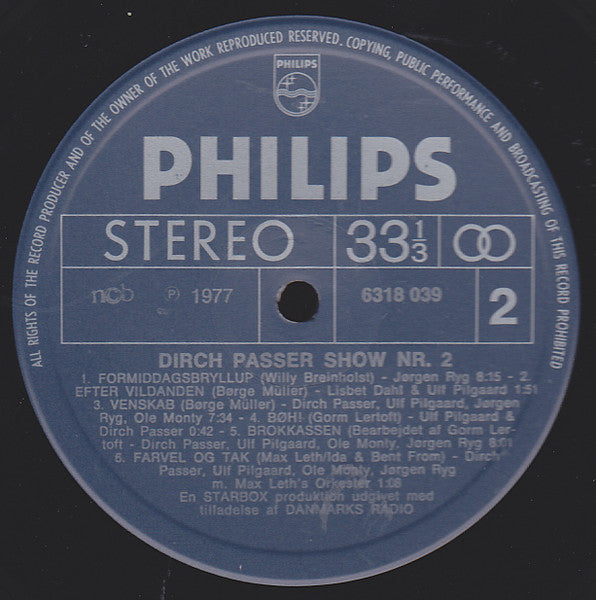 ALL RIGHTS OF THE RECORD PRODUCER AND OF THE OWNER OF THE WORK REPRODUCED RESERVED. COPYING, PUBLIC PERFORMANCE AND BROADCASTING OF THIS RECORD PROHIBITED
PHILIPS
PHILIPS
STEREO 33 1/3
ncb ℗ 1977 6318 039 2
DIRCH PASSER SHOW NR. 2
1. FORMIDDAGSBRYLLUP (Willy Breinholst) - Jørgen Ryg 8:15 - 2.
EFTER VILDANDEN (Børge Müller) - Lisbet Dahl & Ulf Pilgaard 1:51
3. VENSKAB (Børge Müller) - Dirch Passer, Ulf Pilgaard, Jørgen
Ryg, Ole Monty 7:34 - 4. BØH! (Gorm Lertoft) - Ulf Pilgaard &
Dirch Passer 0:42 - 5. BROKKASSEN (Bearbejdet af Gorm Ler-
toft - Dirch Passer, Ulf Pilgaard, Ole Monty, Jørgen Ryg 8:01
6. FARVEL OG TAK (Max Leth/Ida & Bent From) - Dirch
Passer, Ulf Pilgaard, Ole Monty, Jørgen Ryg
m. Max Leth's Orkester 1:08
En STARBOX produktion udgivet med
tilladelse af DANMARKS RADIO